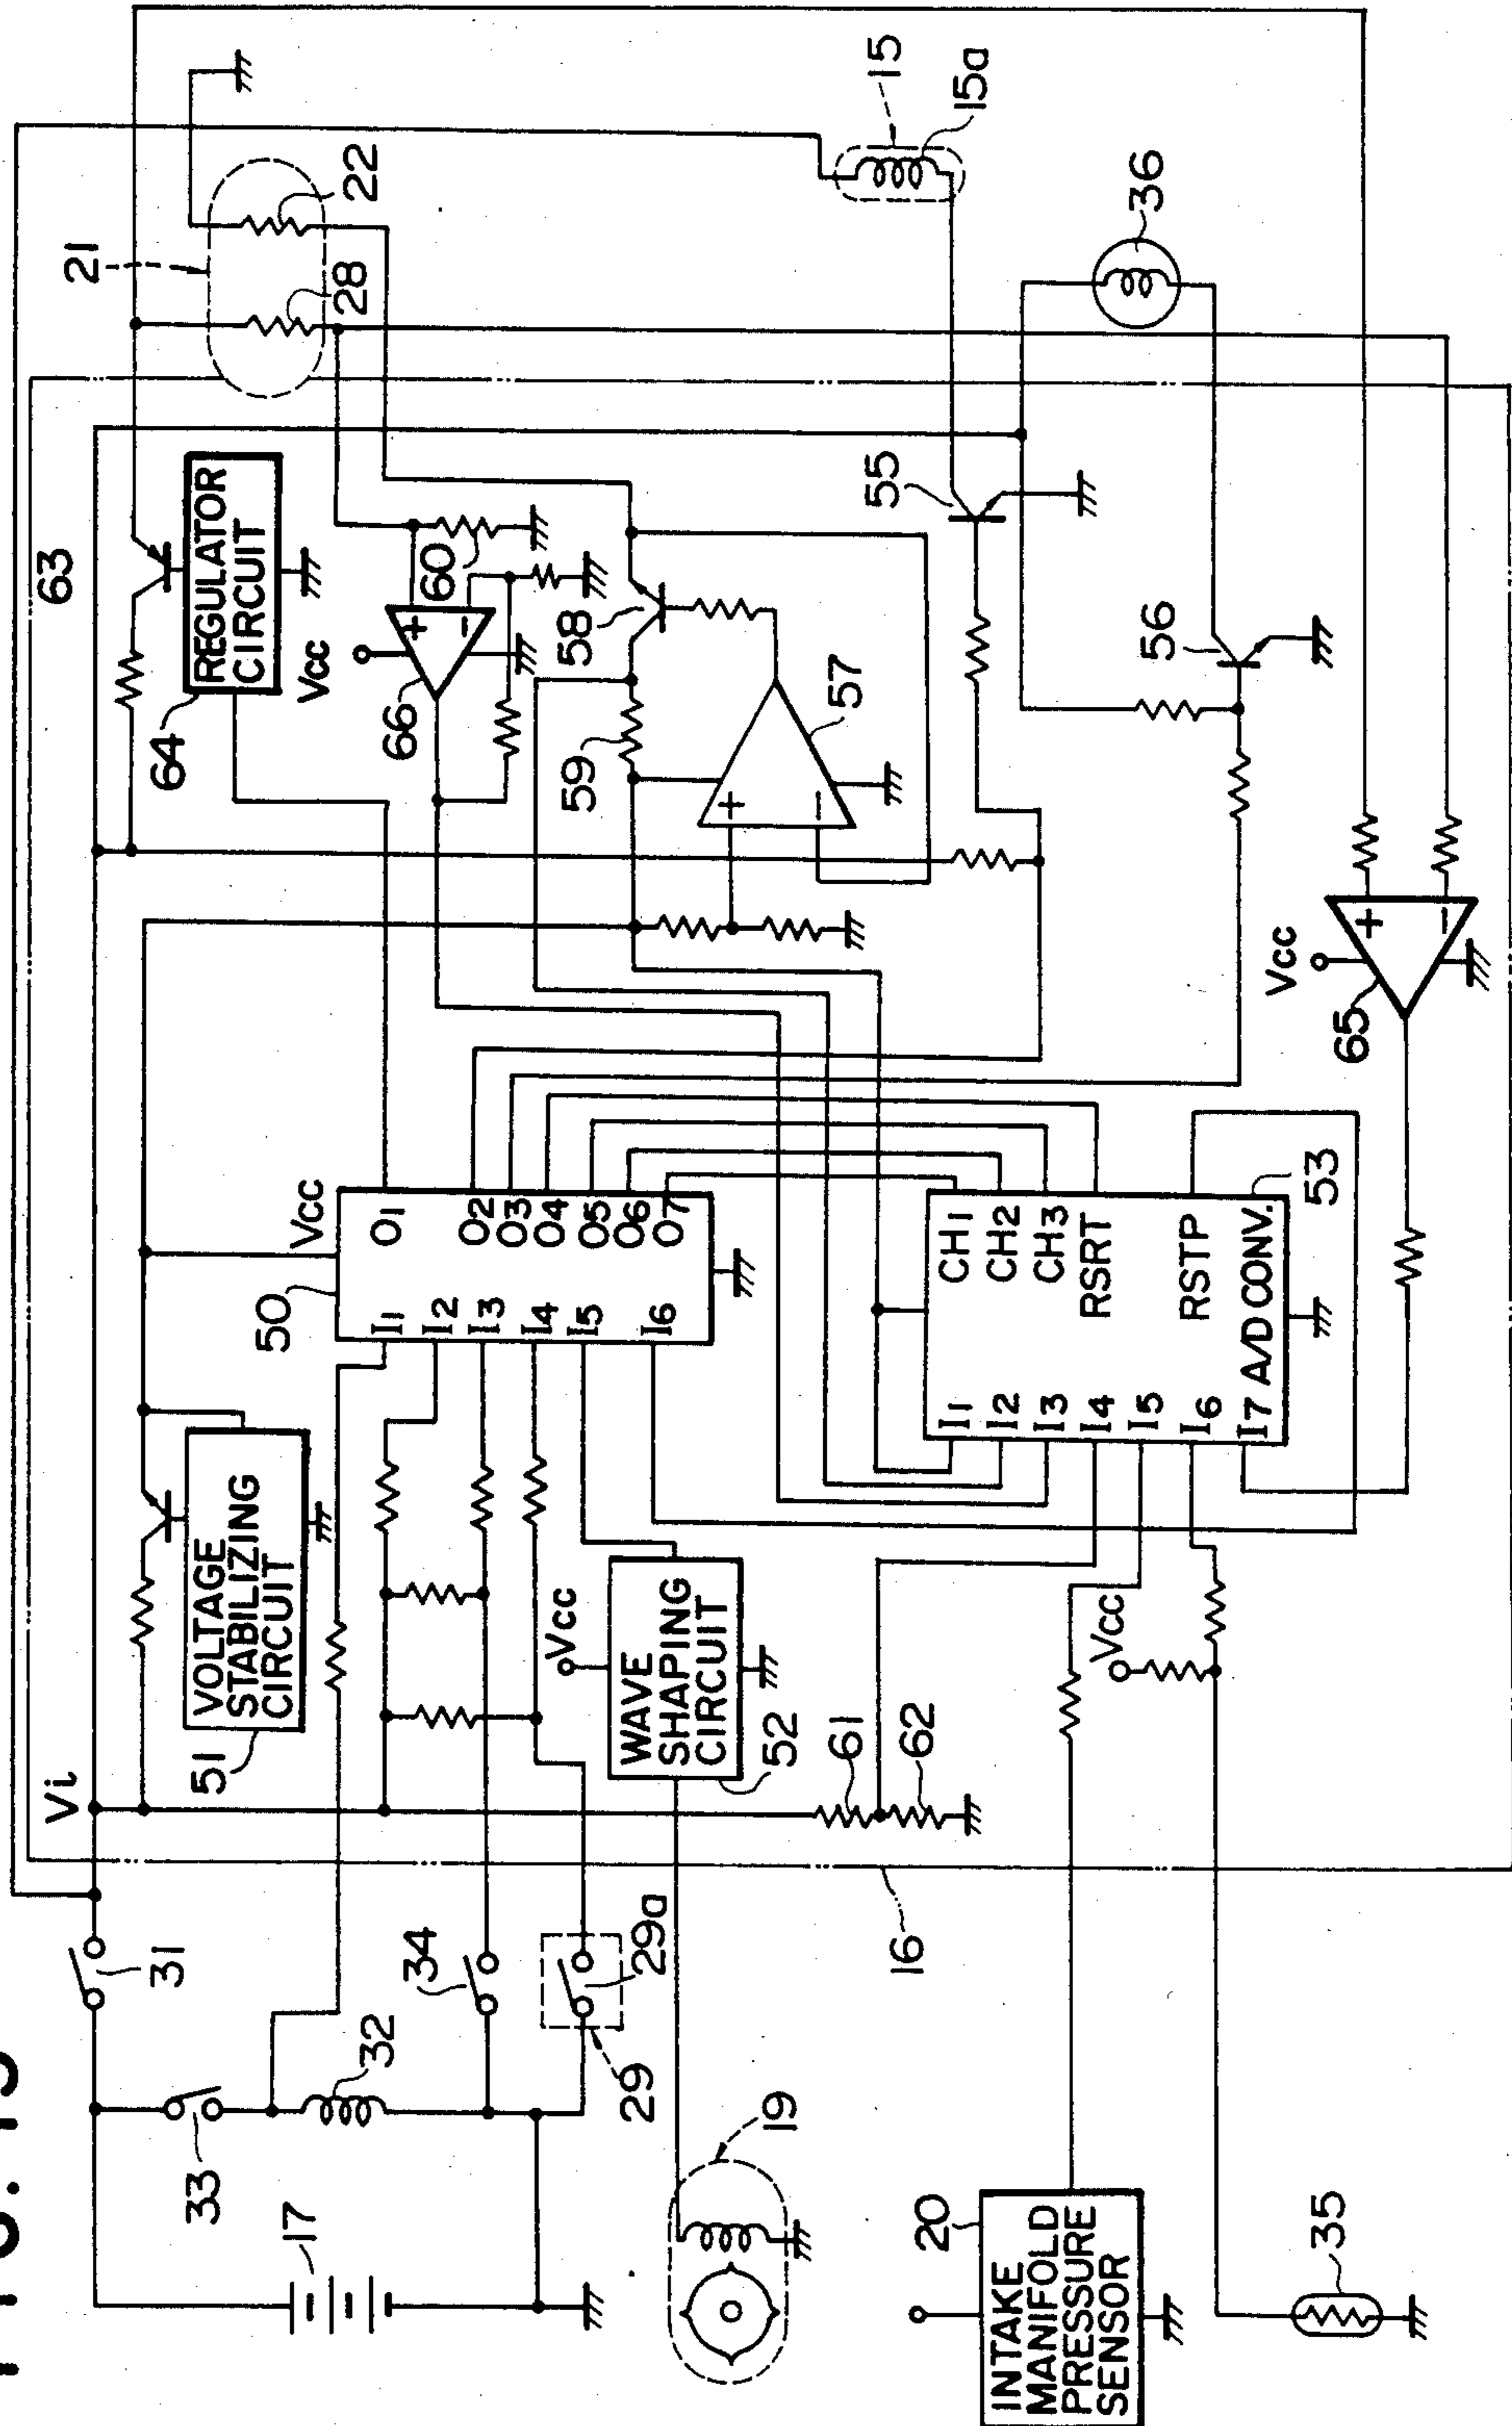 63
21
22
28
REGULATOR
CIRCUIT
64
Vcc
66
60
58
59
57
15
15a
36
55
56
Vi
VOLTAGE
STABILIZING
CIRCUIT
51
50
Vcc
I1
I2
I3
I4
I5
I6
O1
O2
O3
O4
O5
O6
O7
Vcc
WAVE
SHAPING
CIRCUIT
52
61
62
CH1
CH2
CH3
RSRT
RSTP
A/D CONV.
53
I1
I2
I3
I4
I5
I6
I7
Vcc
Vcc
65
16
31
33
32
34
29a
29
17
19
20
INTAKE
MANIFOLD
PRESSURE
SENSOR
35